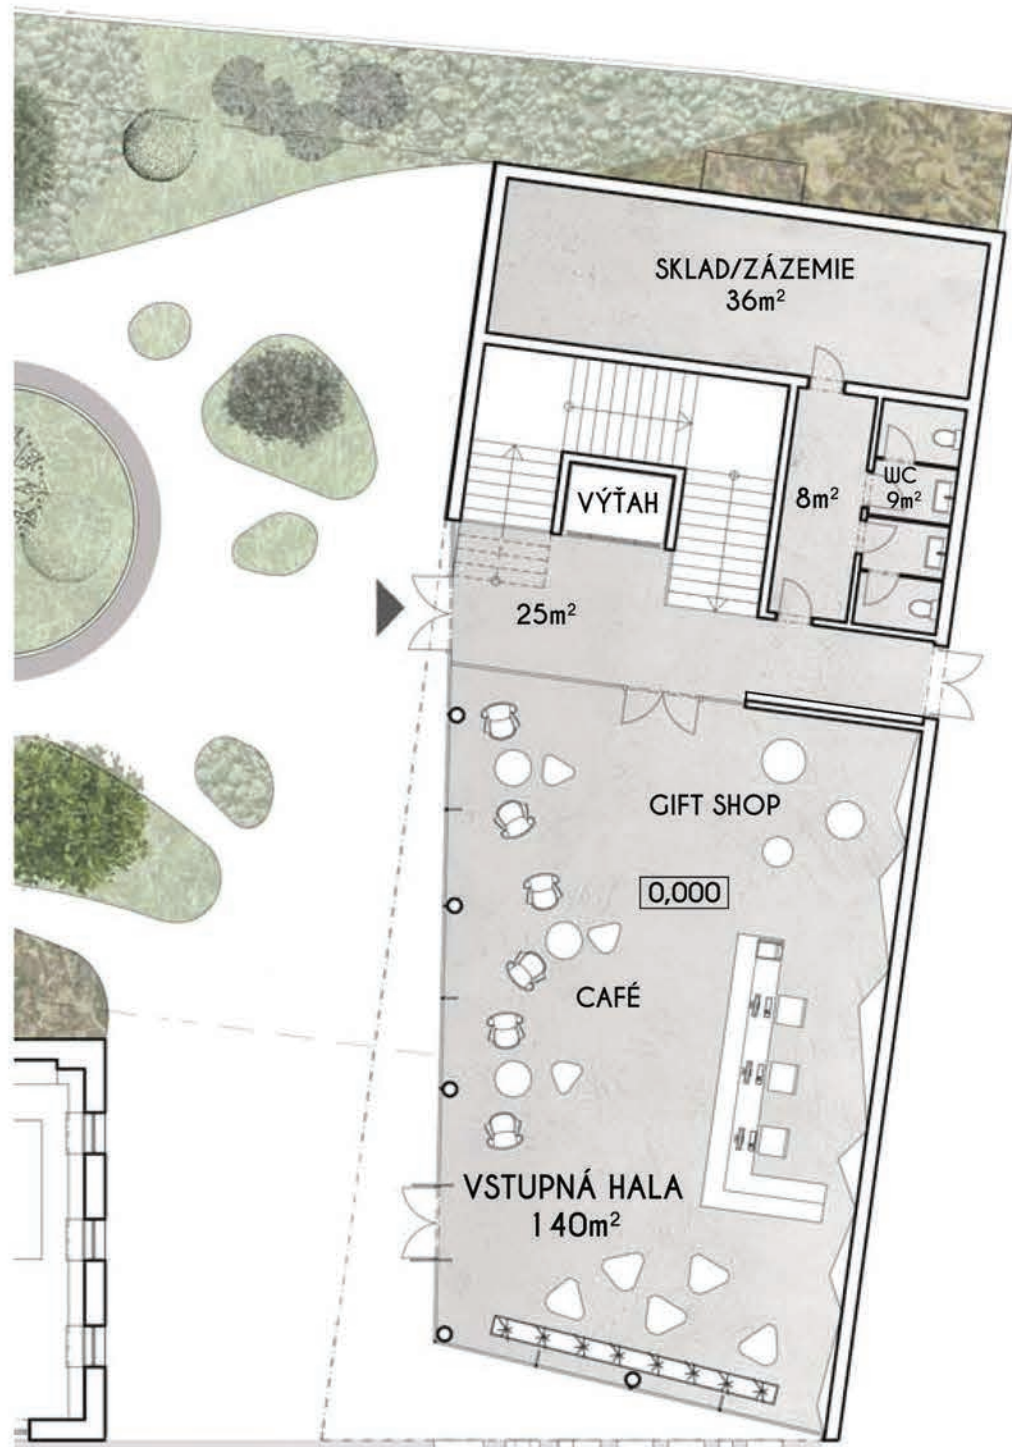 SKLAD/ZÁZEMIE
36m²
VÝŤAH
8m²
WC
9m²
25m²
GIFT SHOP
0,000
CAFÉ
VSTUPNÁ HALA
140m²